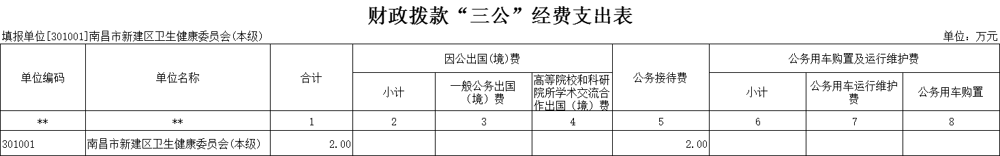 财政拨款“三公”经费支出表
填报单位[301001]南昌市新建区卫生健康委员会(本级)
单位：万元
单位编码
单位名称
合计
因公出国(境)费
公务接待费
公务用车购置及运行维护费
小计
一般公务出国
（境）费
高等院校和科研
院所学术交流合
作出国（境）费
小计
公务用车运行维护
费
公务用车购置
** ** 1 2 3 4 5 6 7 8
301001 南昌市新建区卫生健康委员会(本级) 2.00 2.00